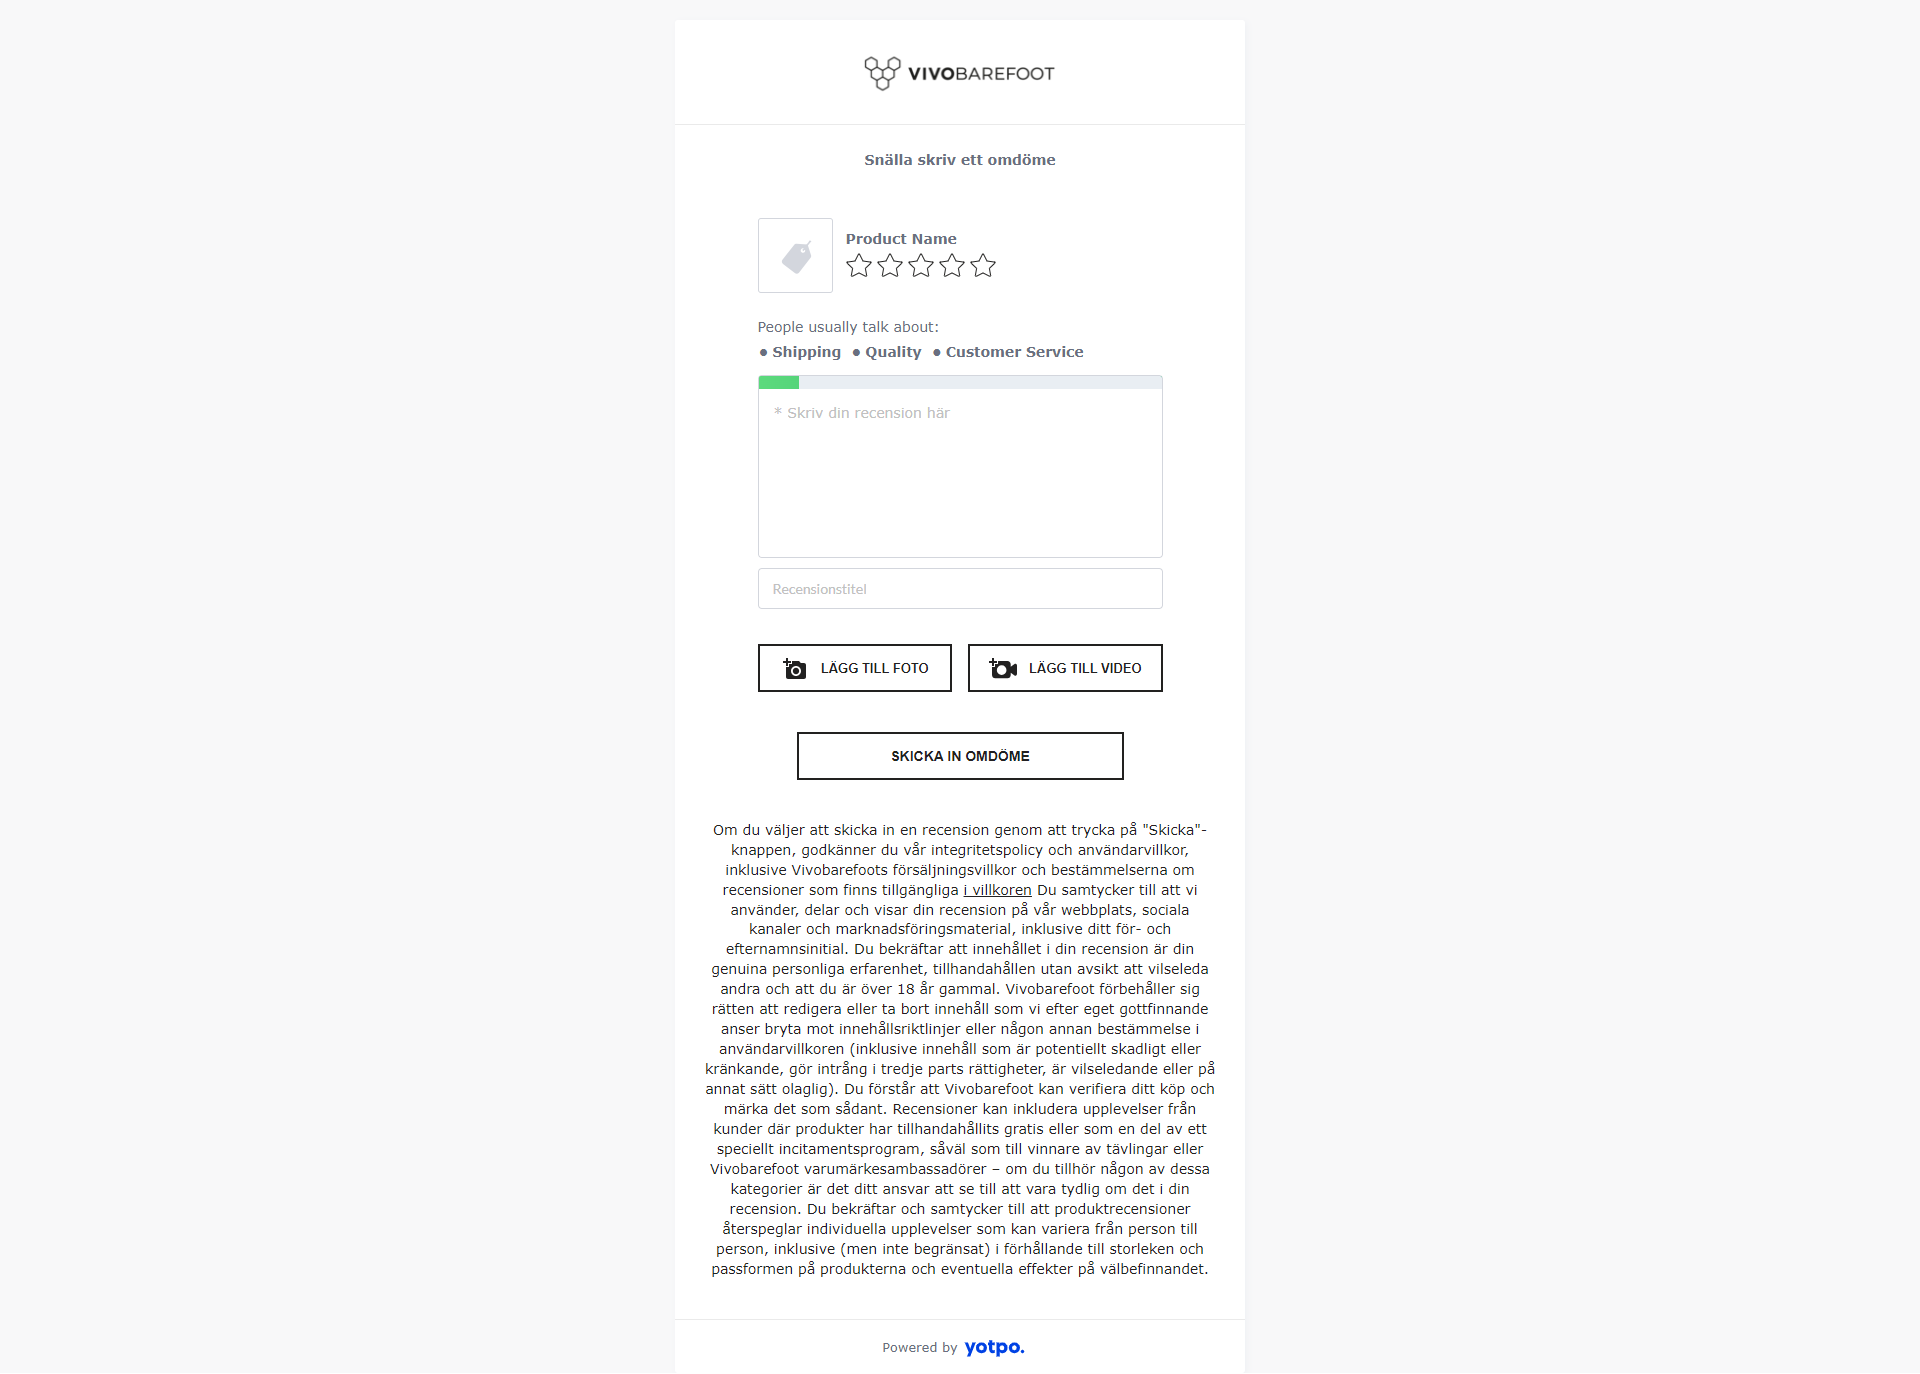 VIVOBAREFOOT
Snälla skriv ett omdöme
Product Name
People usually talk about:
● Shipping ● Quality ● Customer Service
* Skriv din recension här
Recensionstitel
LÄGG TILL FOTO
LÄGG TILL VIDEO
SKICKA IN OMDÖME
Om du väljer att skicka in en recension genom att trycka på "Skicka"-
knappen, godkänner du vår integritetspolicy och användarvillkor,
inklusive Vivobarefoots försäljningsvillkor och bestämmelserna om
recensioner som finns tillgängliga i villkoren Du samtycker till att vi
använder, delar och visar din recension på vår webbplats, sociala
kanaler och marknadsföringsmaterial, inklusive ditt för- och
efternamnsinitial. Du bekräftar att innehållet i din recension är din
genuina personliga erfarenhet, tillhandahållen utan avsikt att vilseleda
andra och att du är över 18 år gammal. Vivobarefoot förbehåller sig
rätten att redigera eller ta bort innehåll som vi efter eget gottfinnande
anser bryta mot innehållsriktlinjer eller någon annan bestämmelse i
användarvillkoren (inklusive innehåll som är potentiellt skadligt eller
kränkande, gör intrång i tredje parts rättigheter, är vilseledande eller på
annat sätt olaglig). Du förstår att Vivobarefoot kan verifiera ditt köp och
märka det som sådant. Recensioner kan inkludera upplevelser från
kunder där produkter har tillhandahållits gratis eller som en del av ett
speciellt incitamentsprogram, såväl som till vinnare av tävlingar eller
Vivobarefoot varumärkesambassadörer – om du tillhör någon av dessa
kategorier är det ditt ansvar att se till att vara tydlig om det i din
recension. Du bekräftar och samtycker till att produktrecensioner
återspeglar individuella upplevelser som kan variera från person till
person, inklusive (men inte begränsat) i förhållande till storleken och
passformen på produkterna och eventuella effekter på välbefinnandet.
Powered by yotpo.